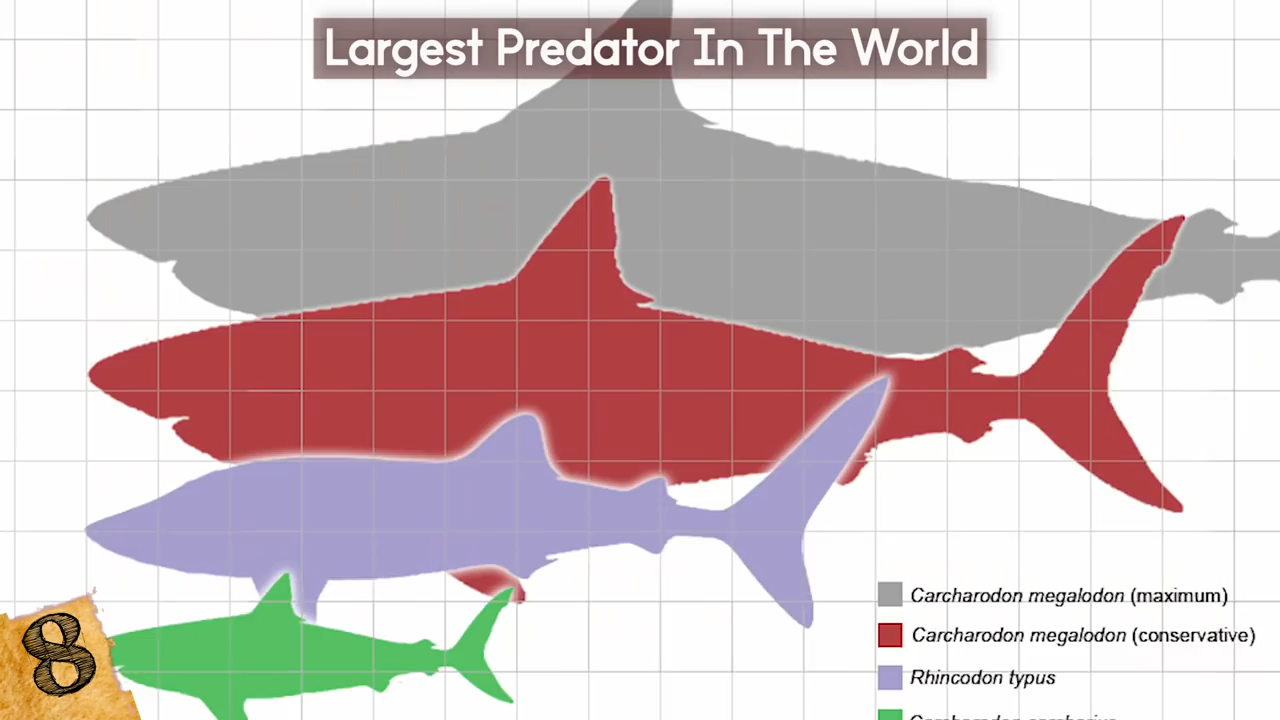 Largest Predator In The World
Carcharodon megalodon (maximum)
Carcharodon megalodon (conservative)
Rhincodon typus
8